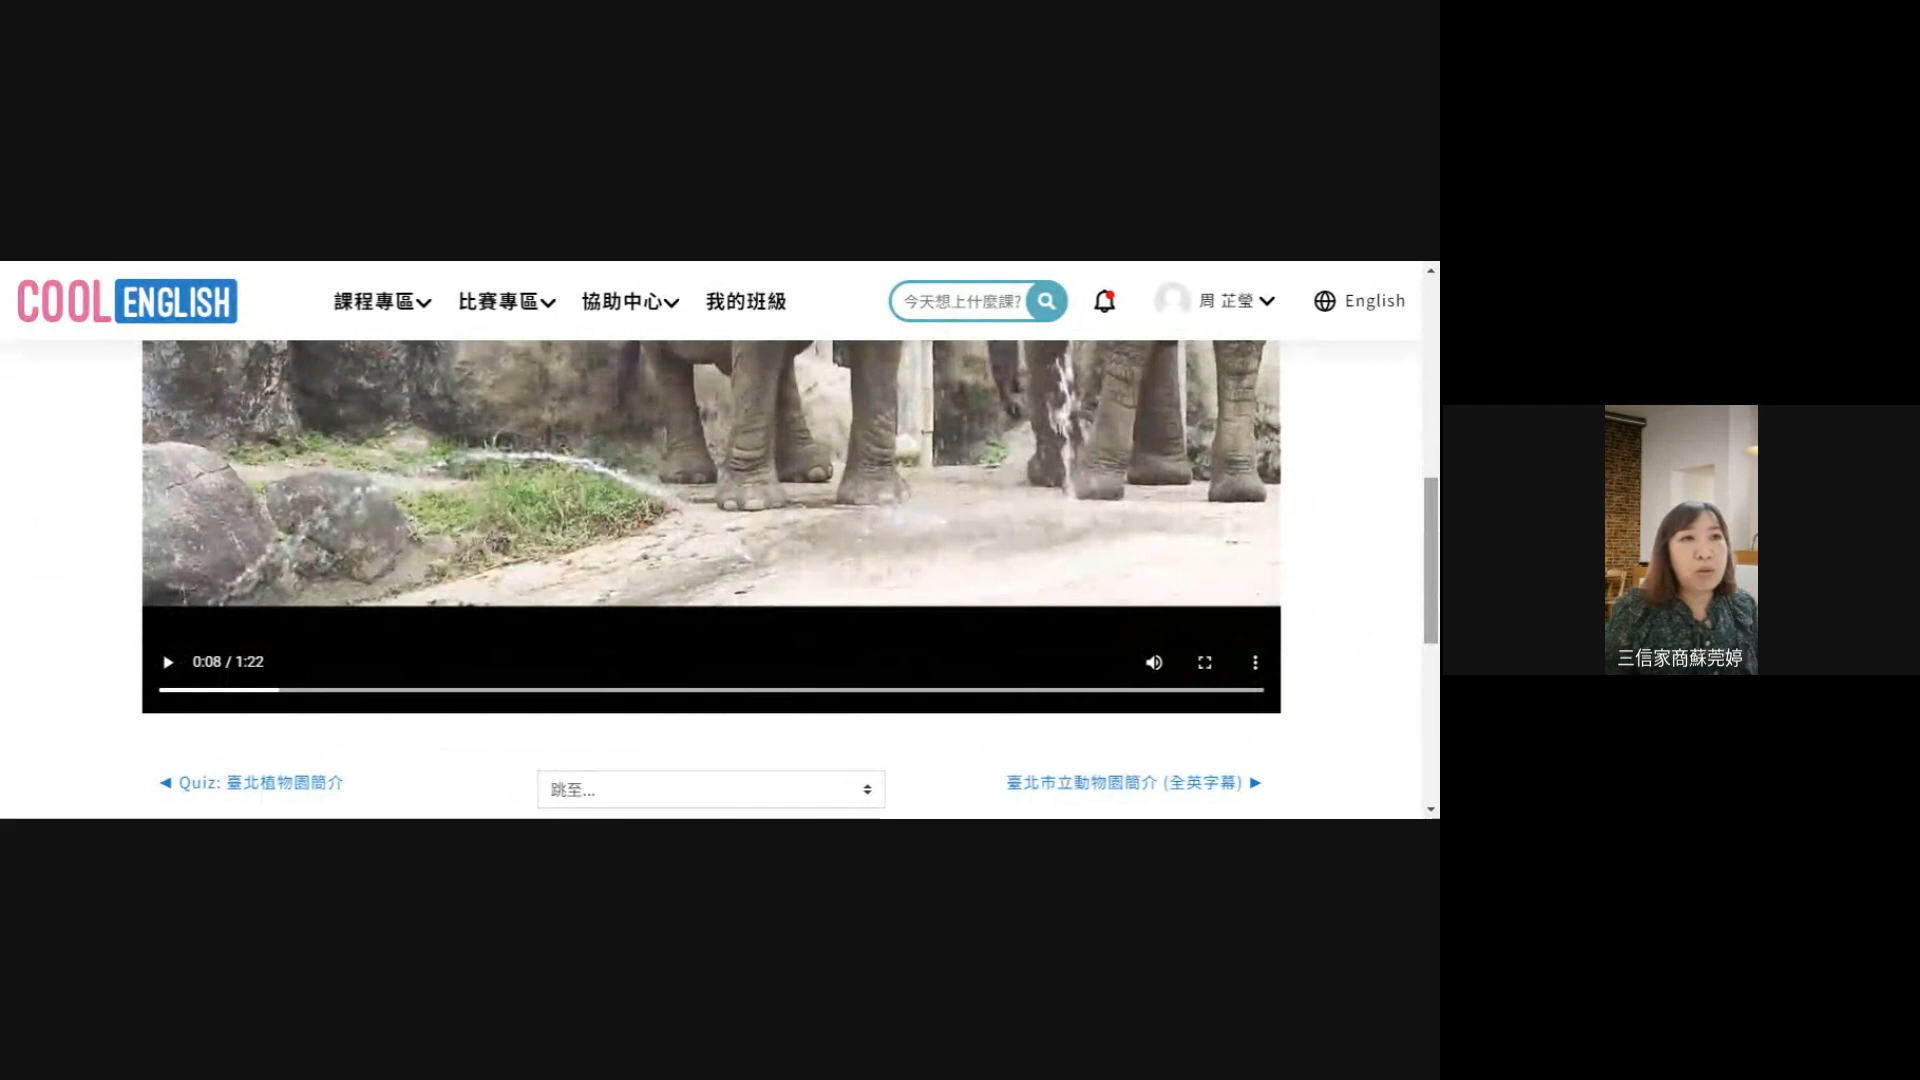 COOL ENGLISH
課程專區
比賽專區
協助中心
我的班級
今天想上什麼課?
周 芷瑩
English
0:08 / 1:22
◄ Quiz: 臺北植物園簡介
跳至...
臺北市立動物園簡介 (全英字幕) ►
三信家商蘇莞婷